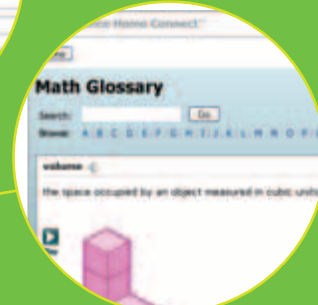 Home Connect
Math Glossary
Search: Go
Browse: A B C D E F G H I J K L M N O P
volume
the space occupied by an object measured in cubic units